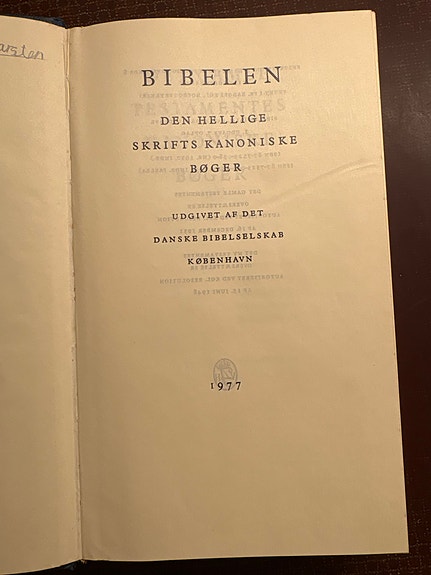 BIBELEN
DEN HELLIGE
SKRIFTS KANONISKE
BØGER
UDGIVET AF DET
DANSKE BIBELSELSKAB
KØBENHAVN
1977